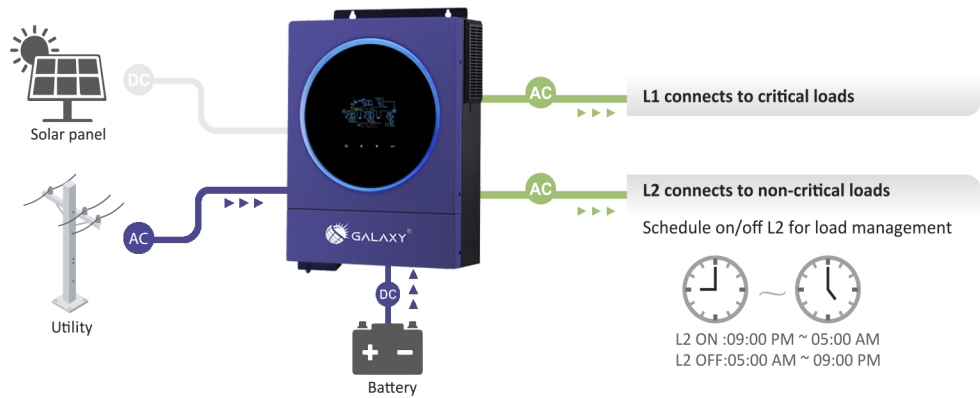 DC
Solar panel
AC
Utility
GALAXY®
DC
Battery
AC
L1 connects to critical loads
AC
L2 connects to non-critical loads
Schedule on/off L2 for load management
L2 ON :09:00 PM ~ 05:00 AM
L2 OFF:05:00 AM ~ 09:00 PM